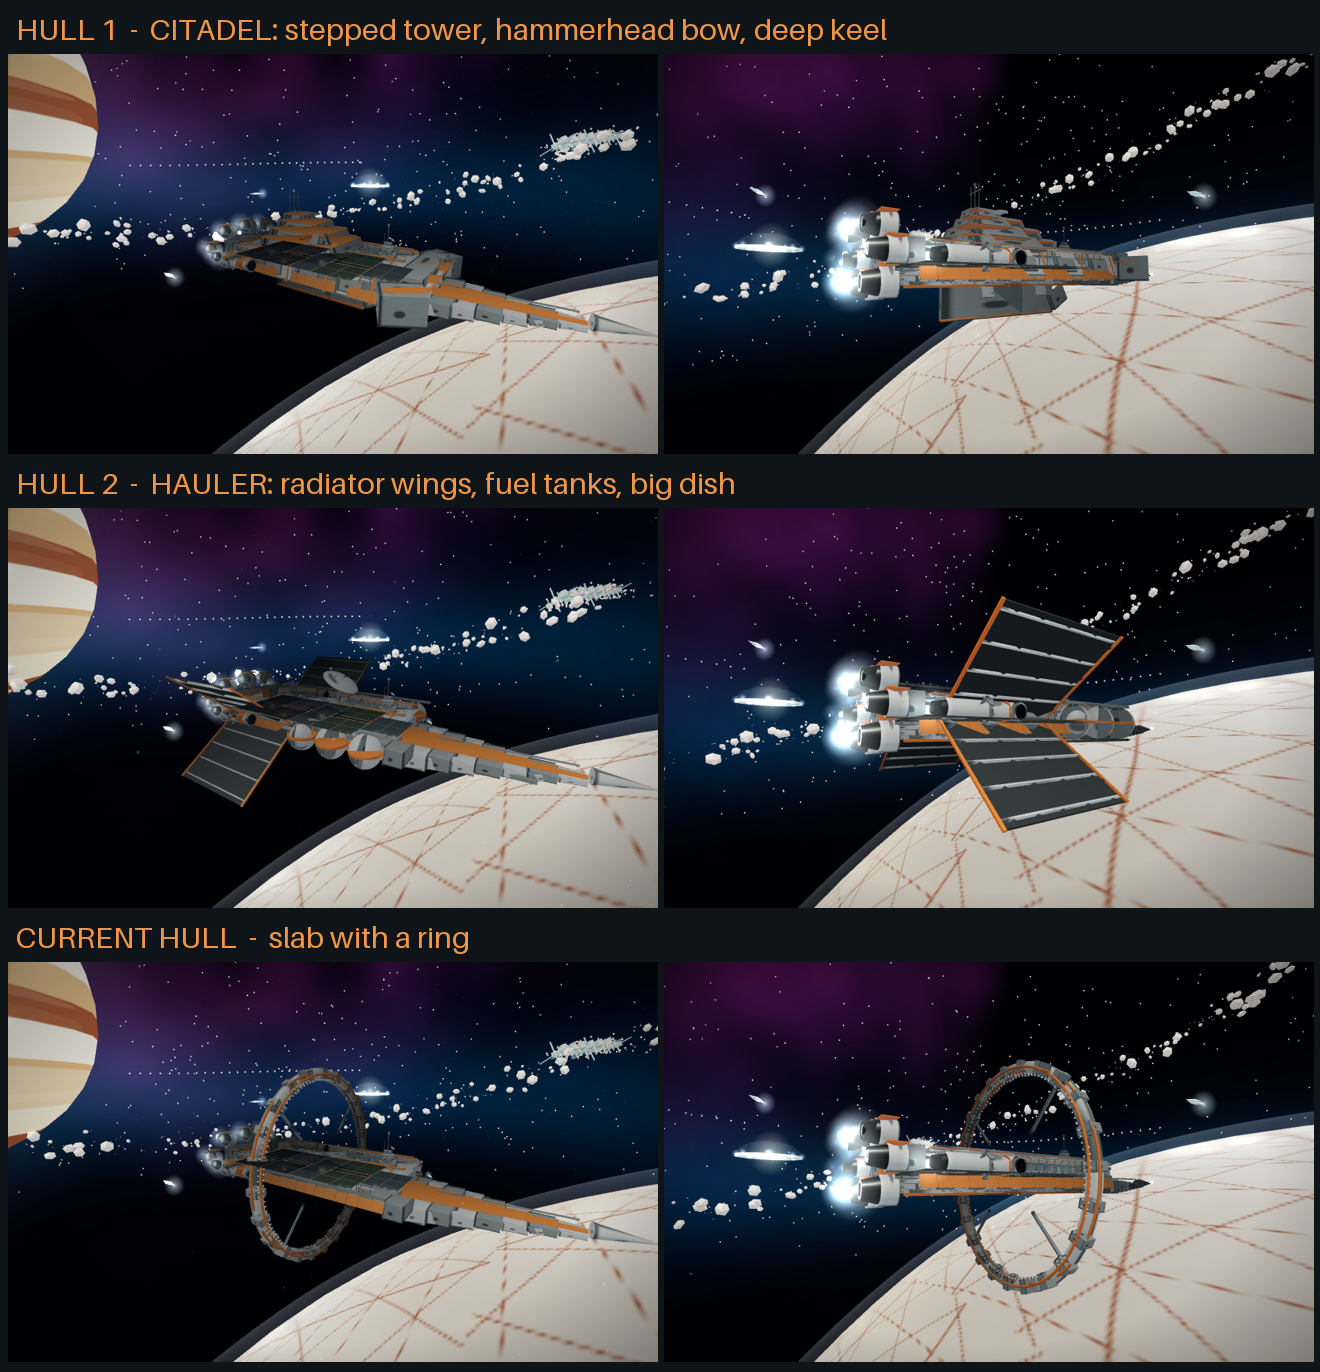 HULL 1 - CITADEL: stepped tower, hammerhead bow, deep keel
HULL 2 - HAULER: radiator wings, fuel tanks, big dish
CURRENT HULL - slab with a ring